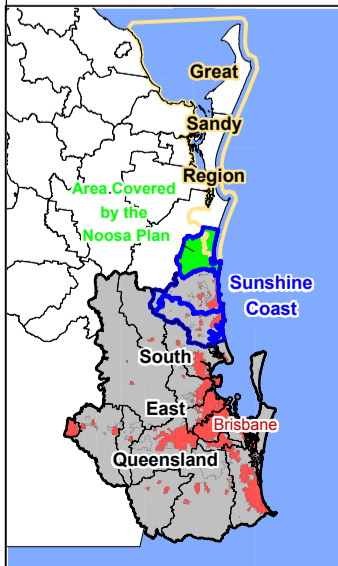 Great
Sandy
Region
Area Covered
by the
Noosa Plan
Sunshine
Coast
South
East
Brisbane
Queensland